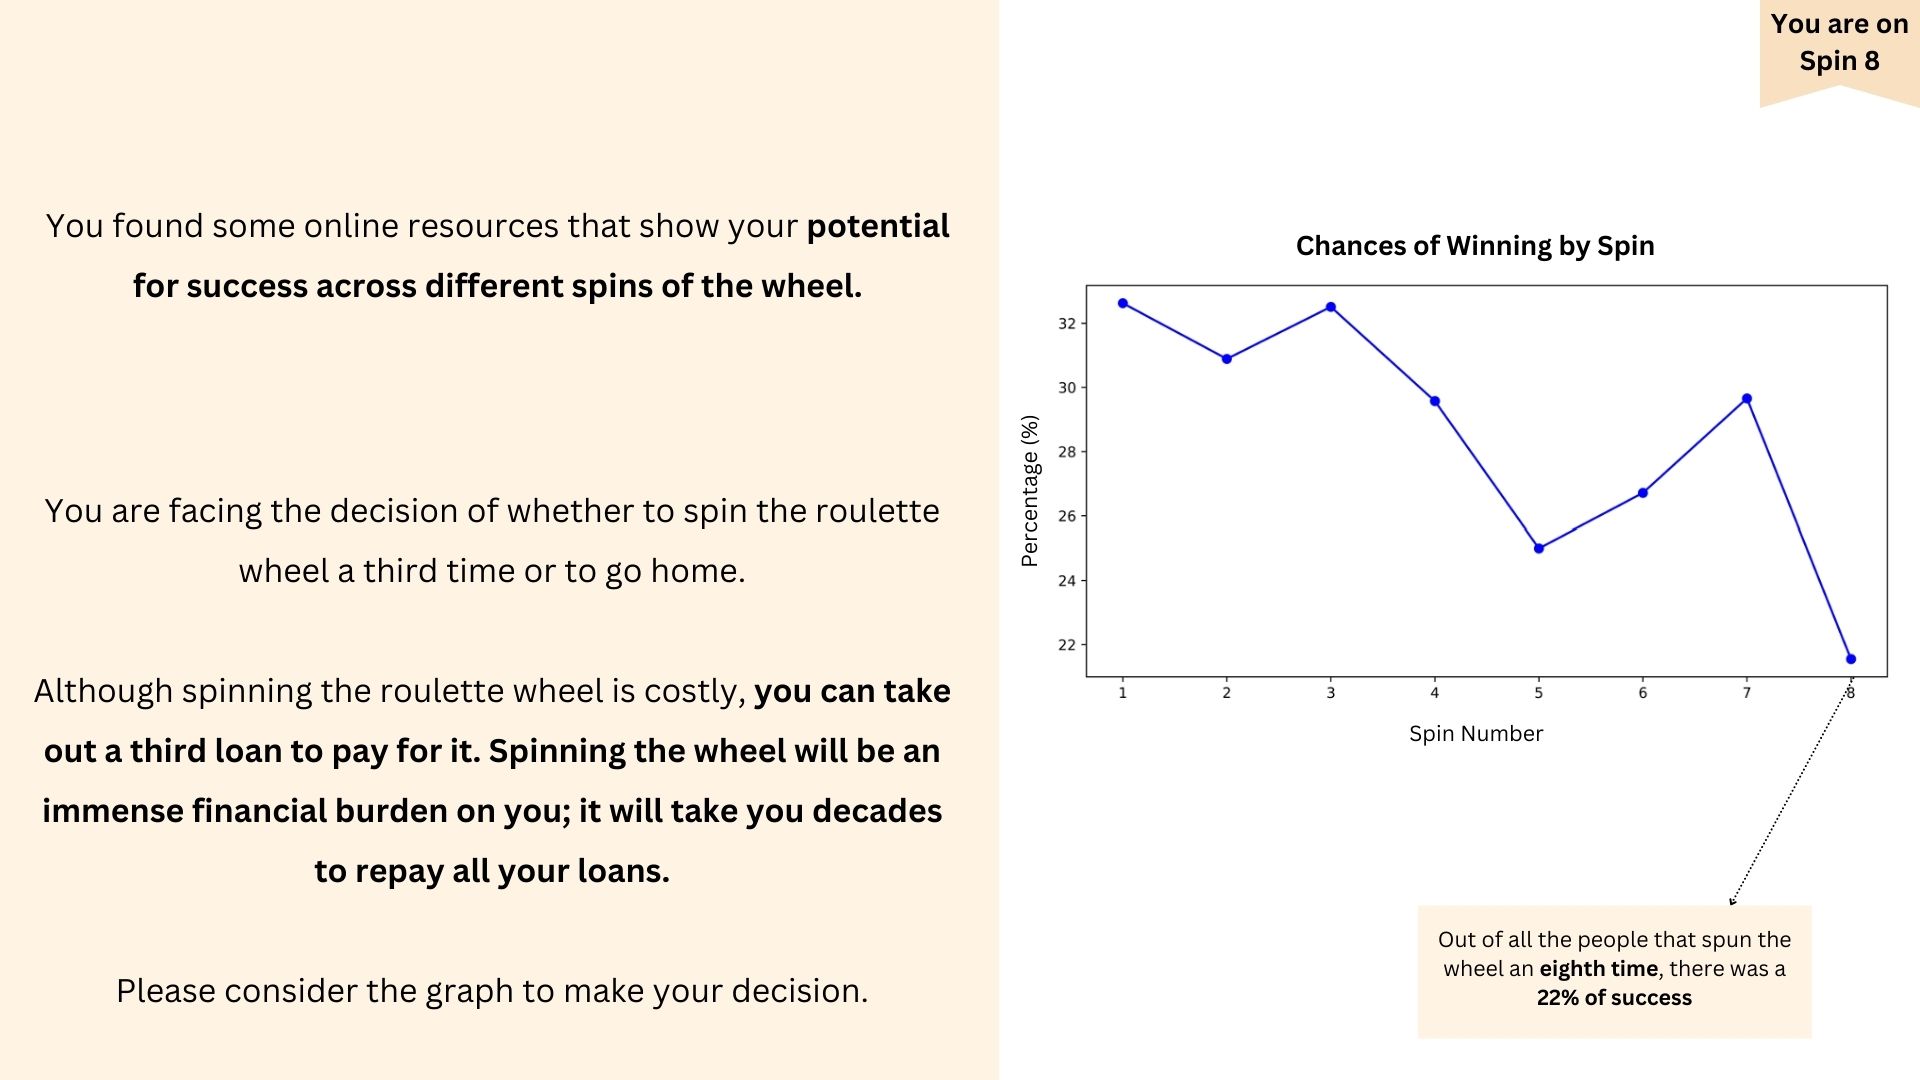 You are on
Spin 8
You found some online resources that show your potential
for success across different spins of the wheel.
You are facing the decision of whether to spin the roulette
wheel a third time or to go home.
Although spinning the roulette wheel is costly, you can take
out a third loan to pay for it. Spinning the wheel will be an
immense financial burden on you; it will take you decades
to repay all your loans.
Please consider the graph to make your decision.
Chances of Winning by Spin
Percentage (%)
32
30
28
26
24
22
1 2 3 4 5 6 7 8
Spin Number
Out of all the people that spun the
wheel an eighth time, there was a
22% of success